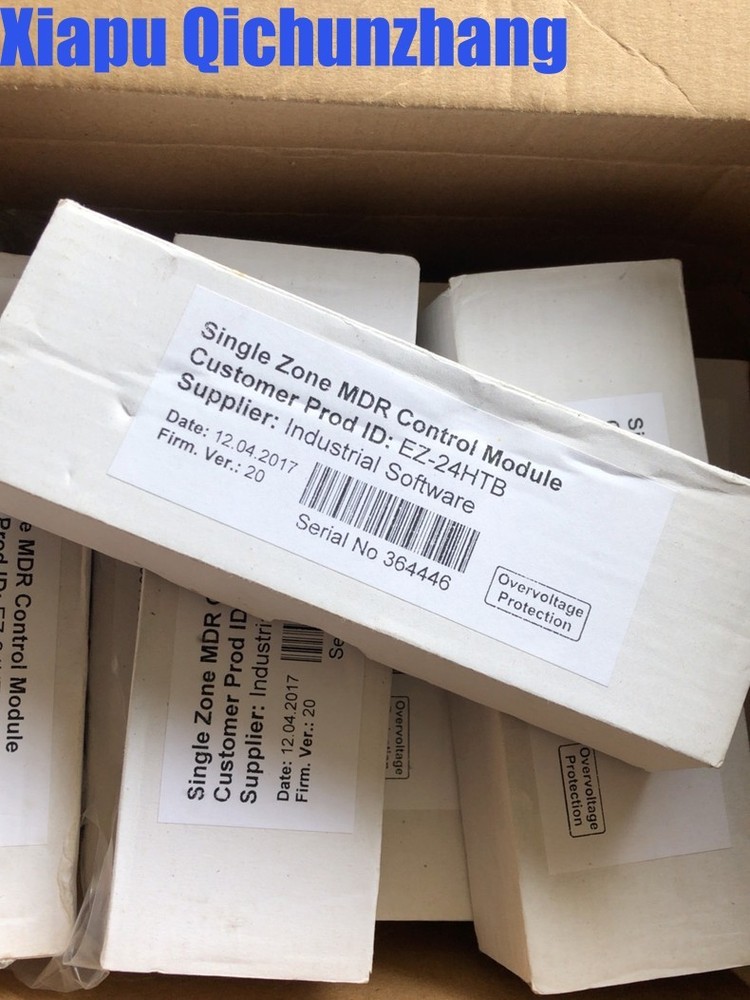 Xiapu Qichunzhang
Single Zone MDR Control Module
Customer Prod ID: EZ-24HTB
Supplier: Industrial Software
Date: 12.04.2017
Firm. Ver.: 20
Serial No 364446
Overvoltage
Protection
MDR Control Module
Prod ID:
Single Zone MDR
Customer Prod ID
Supplier:
Date: 12.04.2017
Firm. Ver.: 20
Overvoltage
Overvoltage
Protection